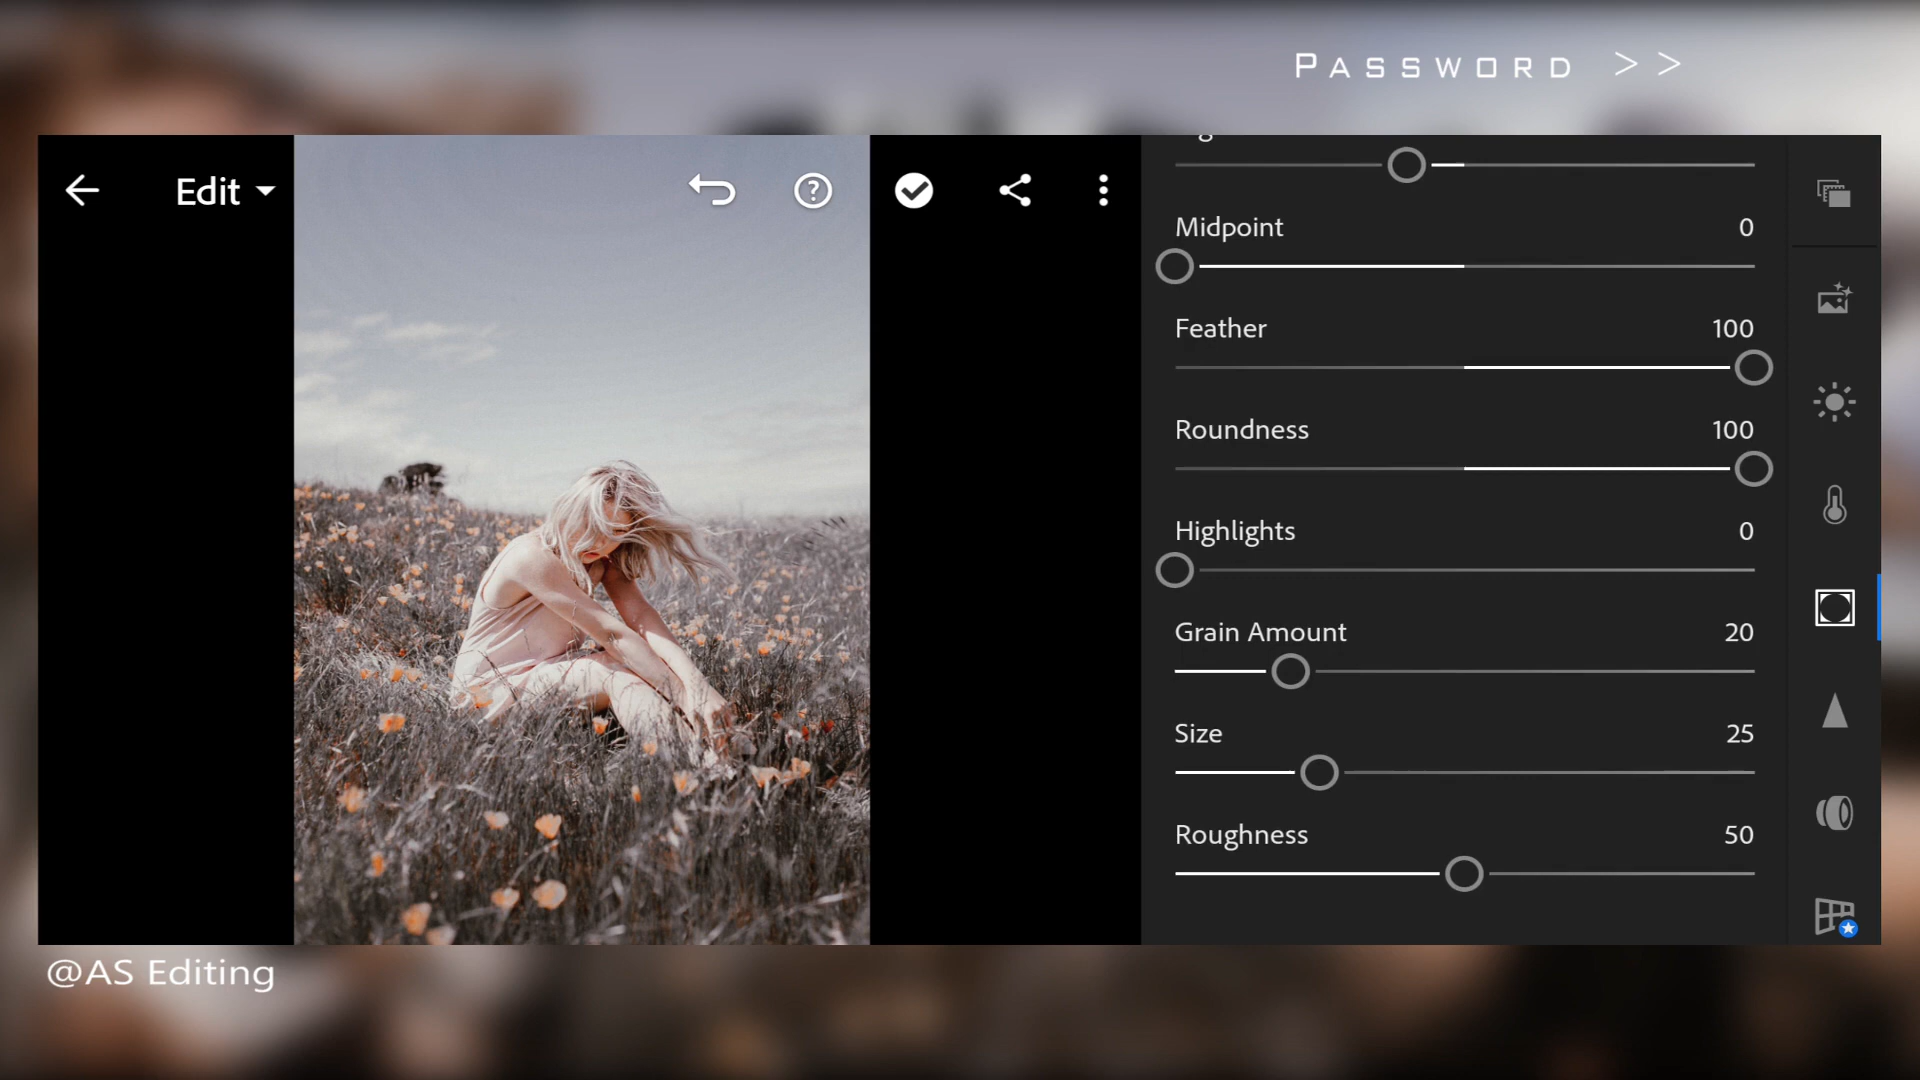 PASSWORD >>
Edit
Midpoint 0
Feather 100
Roundness 100
Highlights 0
Grain Amount 20
Size 25
Roughness 50
@AS Editing